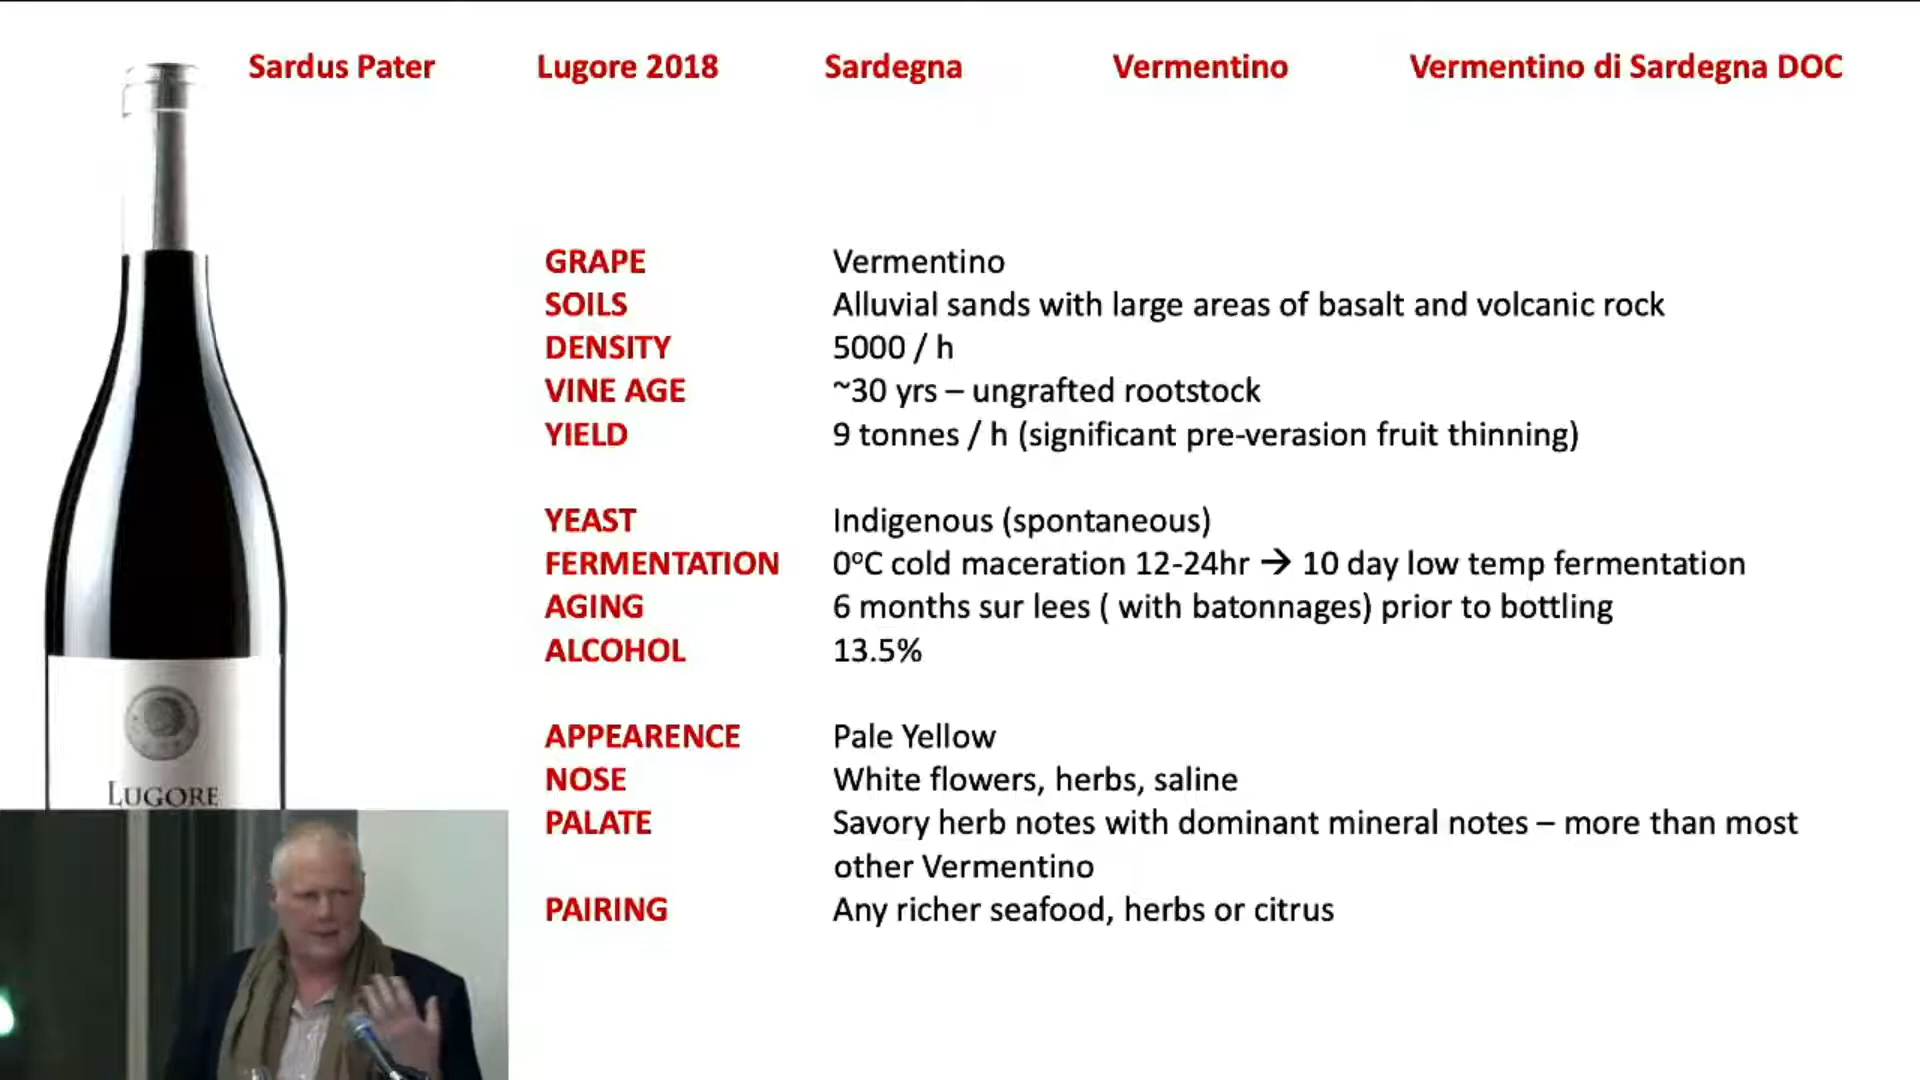 Sardus Pater Lugore 2018 Sardegna Vermentino Vermentino di Sardegna DOC
GRAPE Vermentino
SOILS Alluvial sands with large areas of basalt and volcanic rock
DENSITY 5000 / h
VINE AGE ~30 yrs – ungrafted rootstock
YIELD 9 tonnes / h (significant pre-verasion fruit thinning)
YEAST Indigenous (spontaneous)
FERMENTATION 0ºC cold maceration 12-24hr → 10 day low temp fermentation
AGING 6 months sur lees ( with batonnages) prior to bottling
ALCOHOL 13.5%
APPEARENCE Pale Yellow
NOSE White flowers, herbs, saline
PALATE Savory herb notes with dominant mineral notes – more than most
other Vermentino
PAIRING Any richer seafood, herbs or citrus
LUGORE